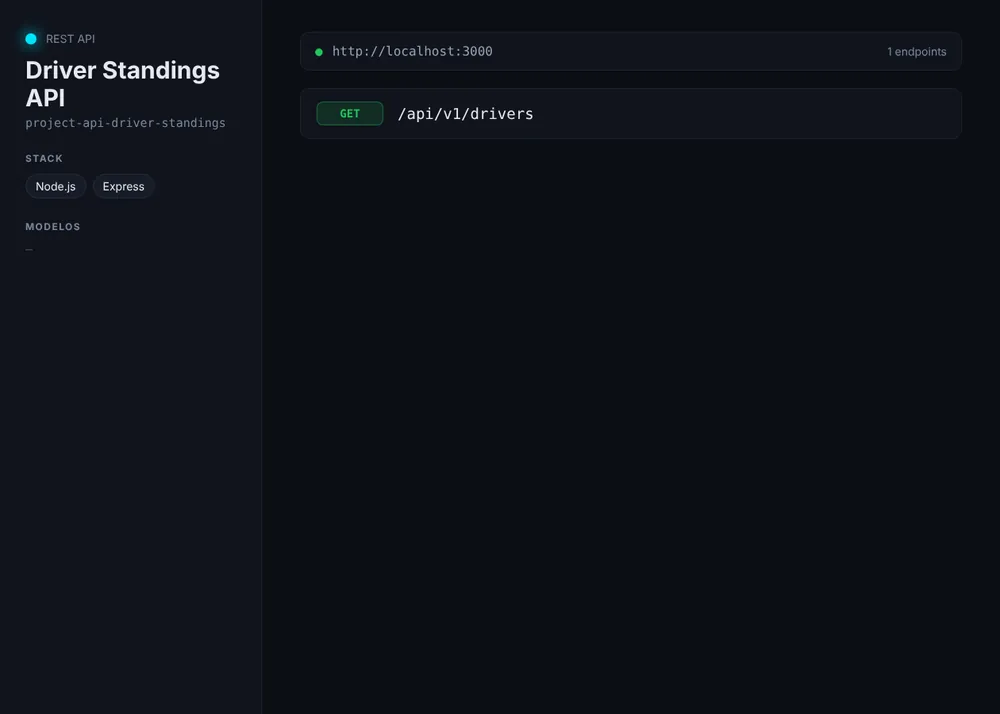 REST API
Driver Standings
API
project-api-driver-standings
STACK
Node.js
Express
MODELOS
—
http://localhost:3000
1 endpoints
GET
/api/v1/drivers